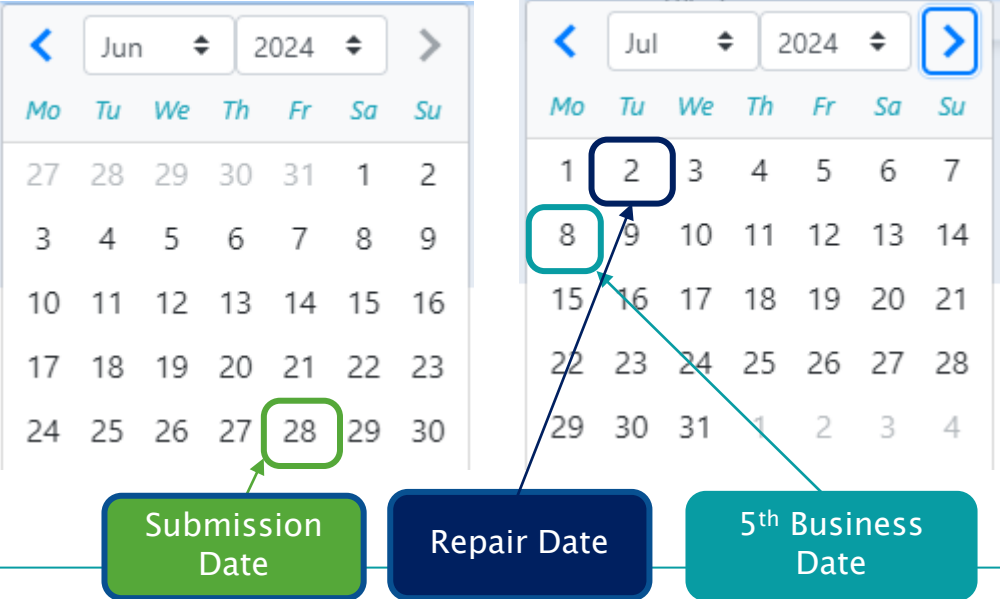 Jun 2024
Mo Tu We Th Fr Sa Su
27 28 29 30 31 1 2
3 4 5 6 7 8 9
10 11 12 13 14 15 16
17 18 19 20 21 22 23
24 25 26 27 28 29 30
Jul 2024
Mo Tu We Th Fr Sa Su
1 2 3 4 5 6 7
8 9 10 11 12 13 14
15 16 17 18 19 20 21
22 23 24 25 26 27 28
29 30 31 1 2 3 4
Submission
Date
Repair Date
5th Business
Date